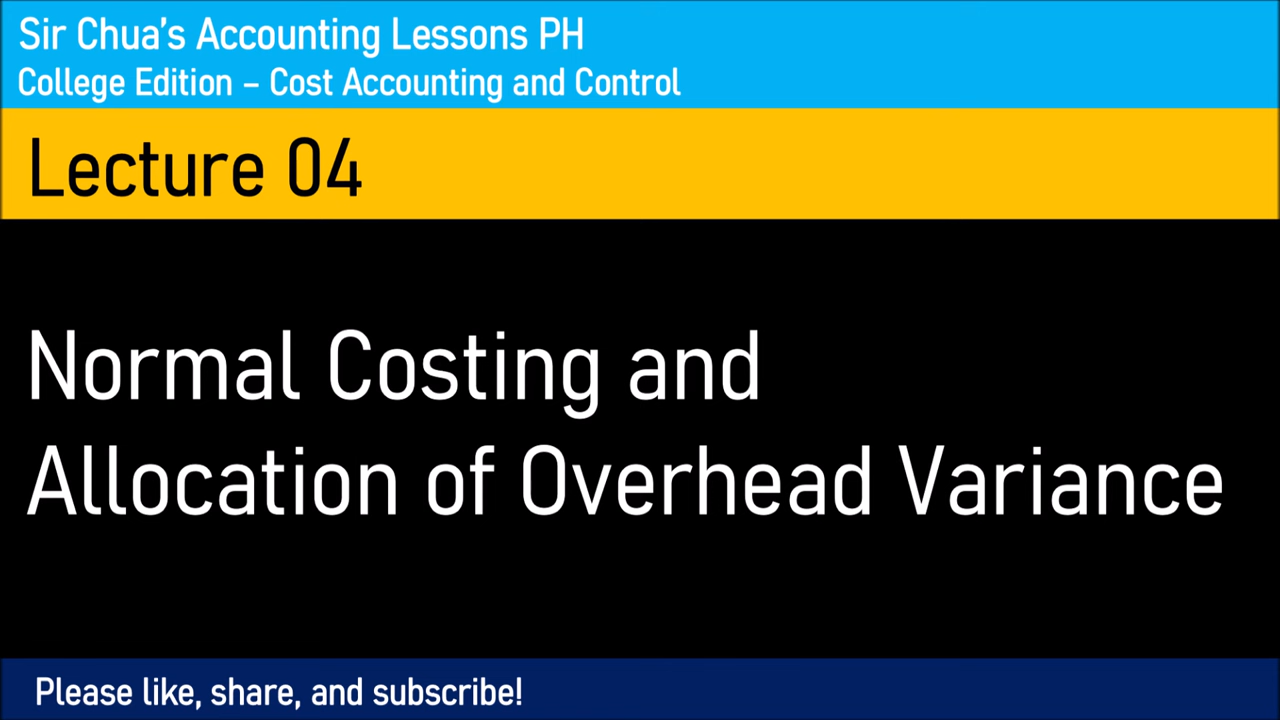 Sir Chua’s Accounting Lessons PH
College Edition – Cost Accounting and Control
Lecture 04
Normal Costing and
Allocation of Overhead Variance
Please like, share, and subscribe!